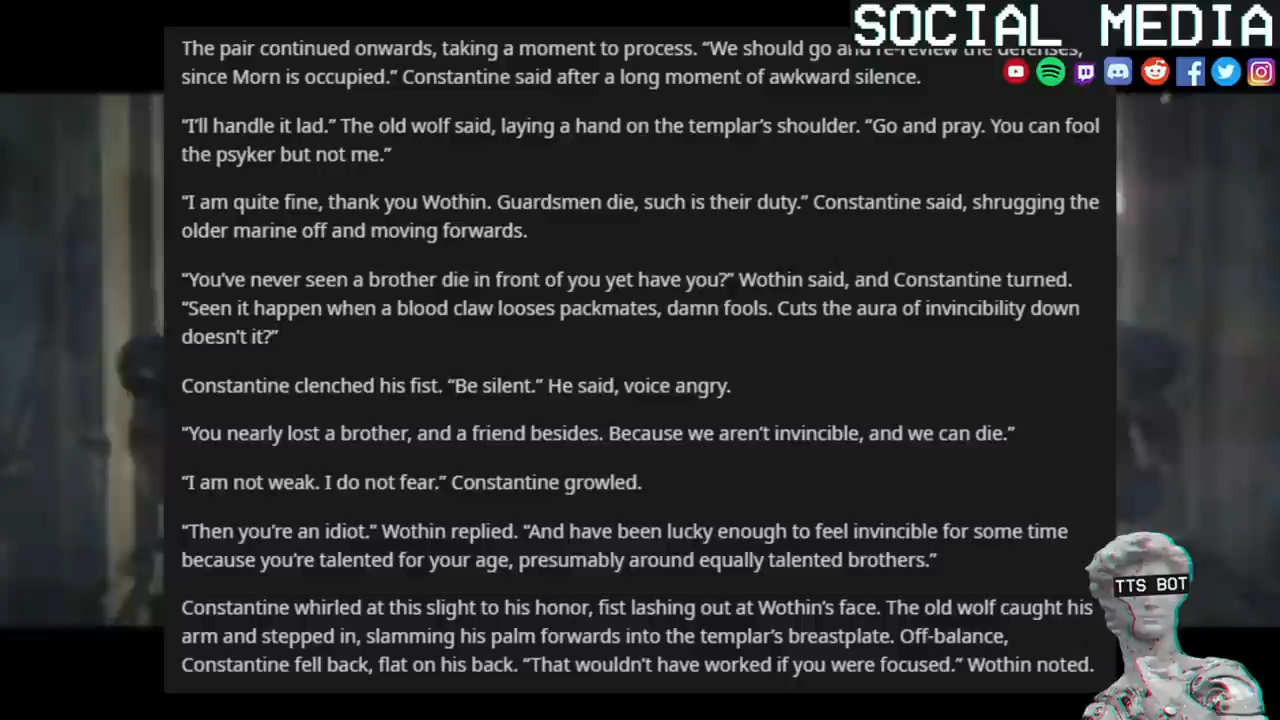 SOCIAL MEDIA
The pair continued onwards, taking a moment to process. “We should go and re-review the defenses,
since Morn is occupied.” Constantine said after a long moment of awkward silence.
“I’ll handle it lad.” The old wolf said, laying a hand on the templar’s shoulder. “Go and pray. You can fool
the psyker but not me.”
“I am quite fine, thank you Wothin. Guardsmen die, such is their duty.” Constantine said, shrugging the
older marine off and moving forwards.
“You’ve never seen a brother die in front of you yet have you?” Wothin said, and Constantine turned.
“Seen it happen when a blood claw looses packmates, damn fools. Cuts the aura of invincibility down
doesn’t it?”
Constantine clenched his fist. “Be silent.” He said, voice angry.
“You nearly lost a brother, and a friend besides. Because we aren’t invincible, and we can die.”
“I am not weak. I do not fear.” Constantine growled.
“Then you’re an idiot.” Wothin replied. “And have been lucky enough to feel invincible for some time
because you’re talented for your age, presumably around equally talented brothers.”
Constantine whirled at this slight to his honor, fist lashing out at Wothin’s face. The old wolf caught his
arm and stepped in, slamming his palm forwards into the templar’s breastplate. Off-balance,
Constantine fell back, flat on his back. “That wouldn’t have worked if you were focused.” Wothin noted.
TTS BOT